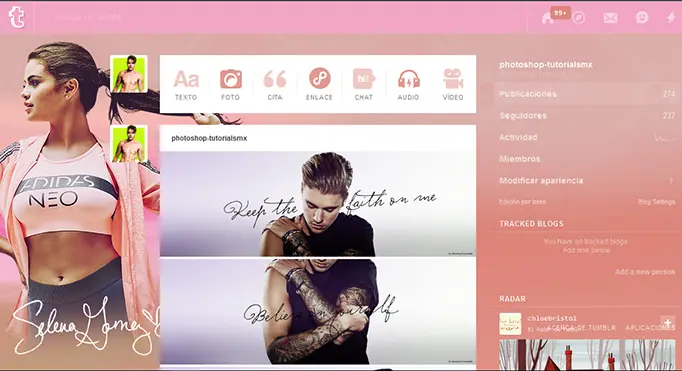 t
99+
Aa
hi!
TEXTO
FOTO
CITA
ENLACE
CHAT
AUDIO
VÍDEO
photoshop-tutorialsmx
Keep the faith on me
Believe in yourself
ADIDAS
NEO
Selena Gomez
photoshop-tutorialsmx
Publicaciones 274
Seguidores 237
Actividad
Miembros
Modificar apariencia
Edición por lotes Blog Settings
TRACKED BLOGS
You have no tracked blogs
Add one below
Add a new person
RADAR
chloebristol
ACERCA DE TUMBLR APLICACIONES